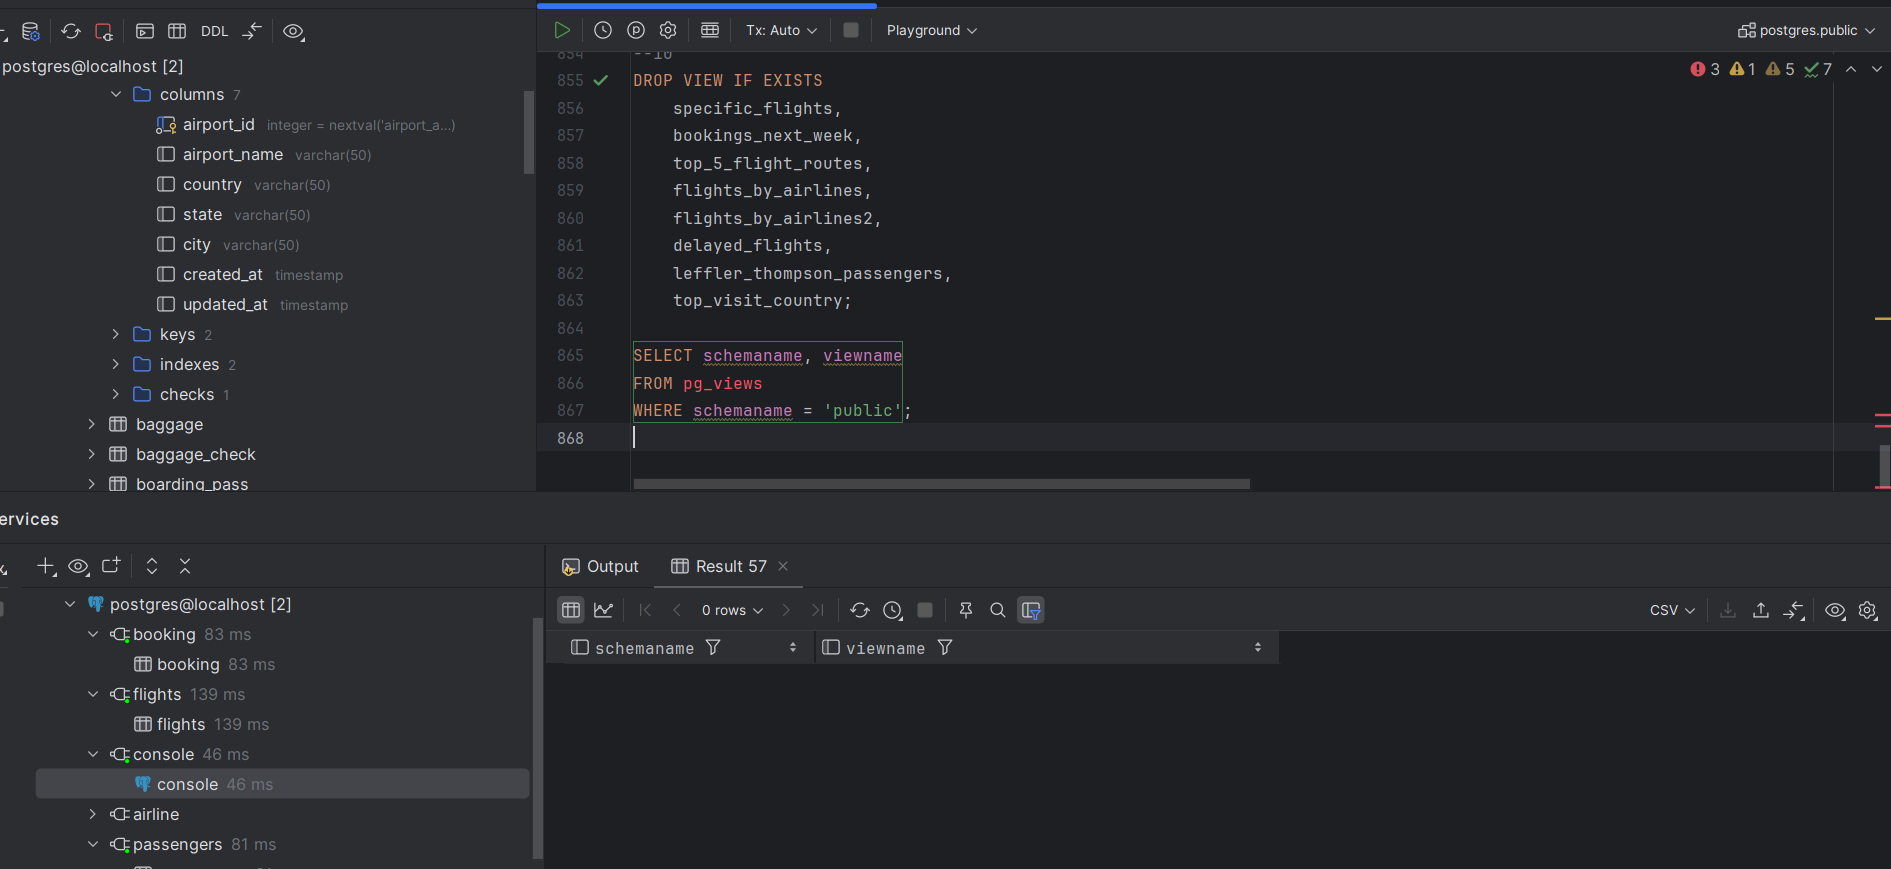 DDL
Tx: Auto
Playground
postgres.public
postgres@localhost [2]
columns 7
airport_id integer = nextval('airport_a...)
airport_name varchar(50)
country varchar(50)
state varchar(50)
city varchar(50)
created_at timestamp
updated_at timestamp
keys 2
indexes 2
checks 1
baggage
baggage_check
boarding_pass
3 1 5 7
854 --10
855 DROP VIEW IF EXISTS
856 specific_flights,
857 bookings_next_week,
858 top_5_flight_routes,
859 flights_by_airlines,
860 flights_by_airlines2,
861 delayed_flights,
862 leffler_thompson_passengers,
863 top_visit_country;
864
865 SELECT schemaname, viewname
866 FROM pg_views
867 WHERE schemaname = 'public';
868
ervices
postgres@localhost [2]
booking 83 ms
booking 83 ms
flights 139 ms
flights 139 ms
console 46 ms
console 46 ms
airline
passengers 81 ms
Output
Result 57
0 rows
CSV
schemaname
viewname